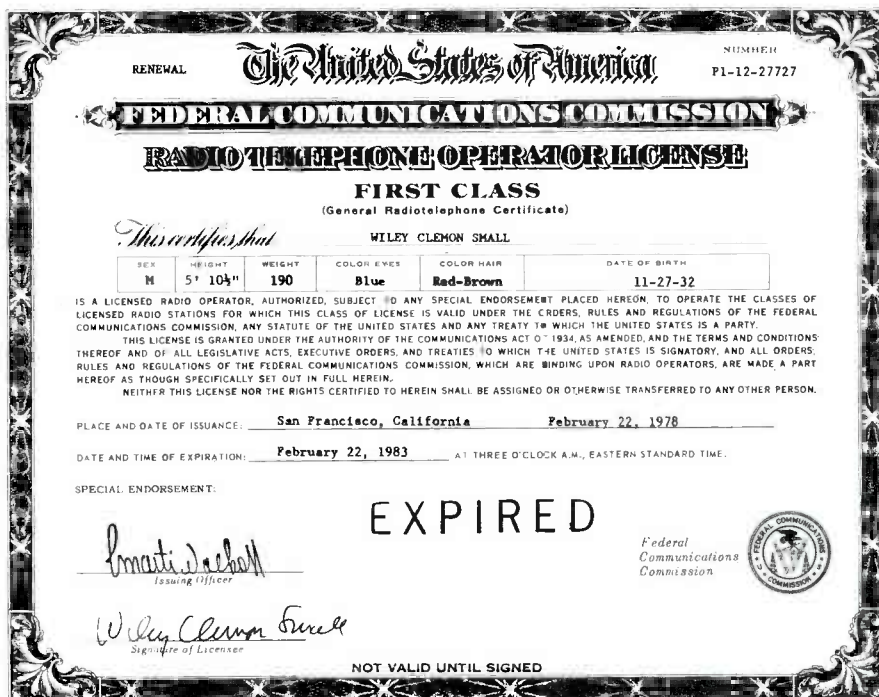 NUMBER
RENEWAL The United States of America P1-12-27727
FEDERAL COMMUNICATIONS COMMISSION
RADIO TELEPHONE OPERATOR LICENSE
FIRST CLASS
(General Radiotelephone Certificate)
This certifies that WILEY CLEMON SMALL
SEX HEIGHT WEIGHT COLOR EYES COLOR HAIR DATE OF BIRTH
M 5' 10½" 190 Blue Red-Brown 11-27-32
IS A LICENSED RADIO OPERATOR, AUTHORIZED, SUBJECT TO ANY SPECIAL ENDORSEMENT PLACED HEREON, TO OPERATE THE CLASSES OF
LICENSED RADIO STATIONS FOR WHICH THIS CLASS OF LICENSE IS VALID UNDER THE ORDERS, RULES AND REGULATIONS OF THE FEDERAL
COMMUNICATIONS COMMISSION, ANY STATUTE OF THE UNITED STATES AND ANY TREATY TO WHICH THE UNITED STATES IS A PARTY.
THIS LICENSE IS GRANTED UNDER THE AUTHORITY OF THE COMMUNICATIONS ACT OF 1934, AS AMENDED, AND THE TERMS AND CONDITIONS
THEREOF AND OF ALL LEGISLATIVE ACTS, EXECUTIVE ORDERS, AND TREATIES TO WHICH THE UNITED STATES IS SIGNATORY, AND ALL ORDERS,
RULES AND REGULATIONS OF THE FEDERAL COMMUNICATIONS COMMISSION, WHICH ARE BINDING UPON RADIO OPERATORS, ARE MADE A PART
HEREOF AS THOUGH SPECIFICALLY SET OUT IN FULL HEREIN.
NEITHER THIS LICENSE NOR THE RIGHTS CERTIFIED TO HEREIN SHALL BE ASSIGNED OR OTHERWISE TRANSFERRED TO ANY OTHER PERSON.
PLACE AND DATE OF ISSUANCE: San Francisco, California February 22, 1978
DATE AND TIME OF EXPIRATION: February 22, 1983 AT THREE O'CLOCK A.M., EASTERN STANDARD TIME.
SPECIAL ENDORSEMENT:
EXPIRED
Issuing Officer
Federal
Communications
Commission
FEDERAL COMMUNICATIONS COMMISSION
Wiley Clemon Small
Signature of Licensee
NOT VALID UNTIL SIGNED